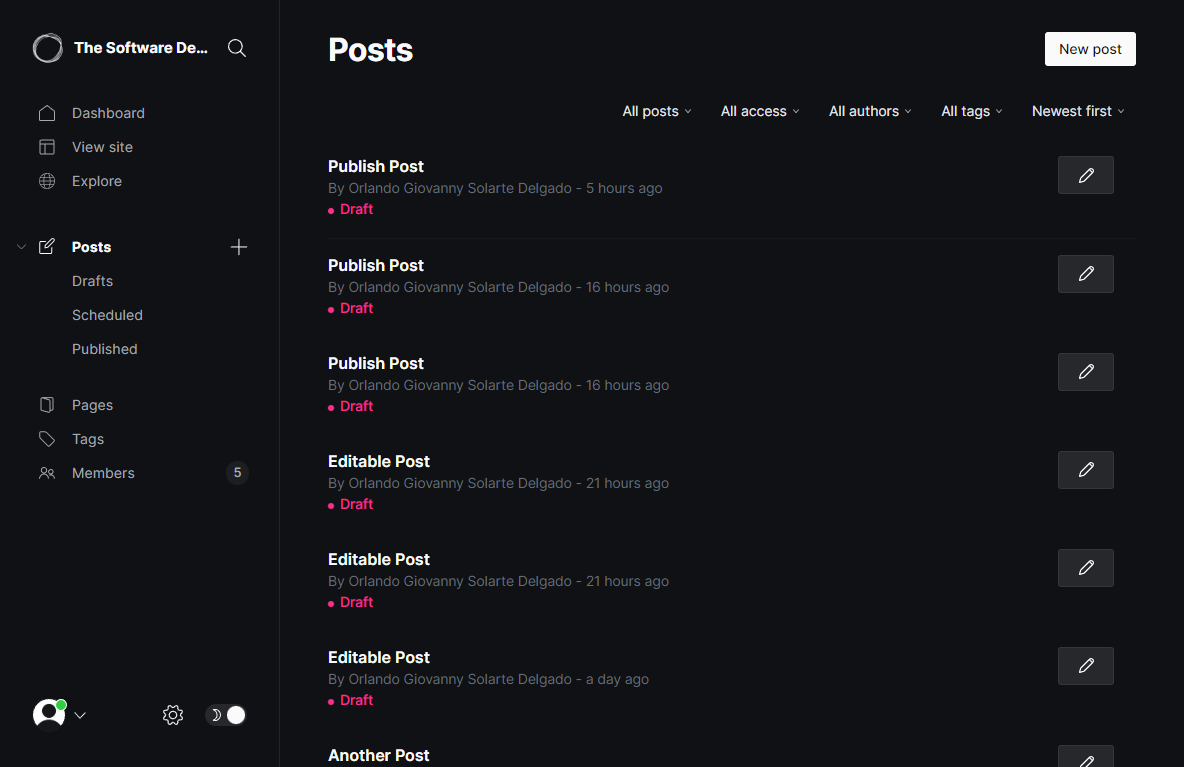 The Software De...
Dashboard
View site
Explore
Posts
Drafts
Scheduled
Published
Pages
Tags
Members 5
Posts
New post
All posts All access All authors All tags Newest first
Publish Post
By Orlando Giovanny Solarte Delgado - 5 hours ago
Draft
Publish Post
By Orlando Giovanny Solarte Delgado - 16 hours ago
Draft
Publish Post
By Orlando Giovanny Solarte Delgado - 16 hours ago
Draft
Editable Post
By Orlando Giovanny Solarte Delgado - 21 hours ago
Draft
Editable Post
By Orlando Giovanny Solarte Delgado - 21 hours ago
Draft
Editable Post
By Orlando Giovanny Solarte Delgado - a day ago
Draft
Another Post